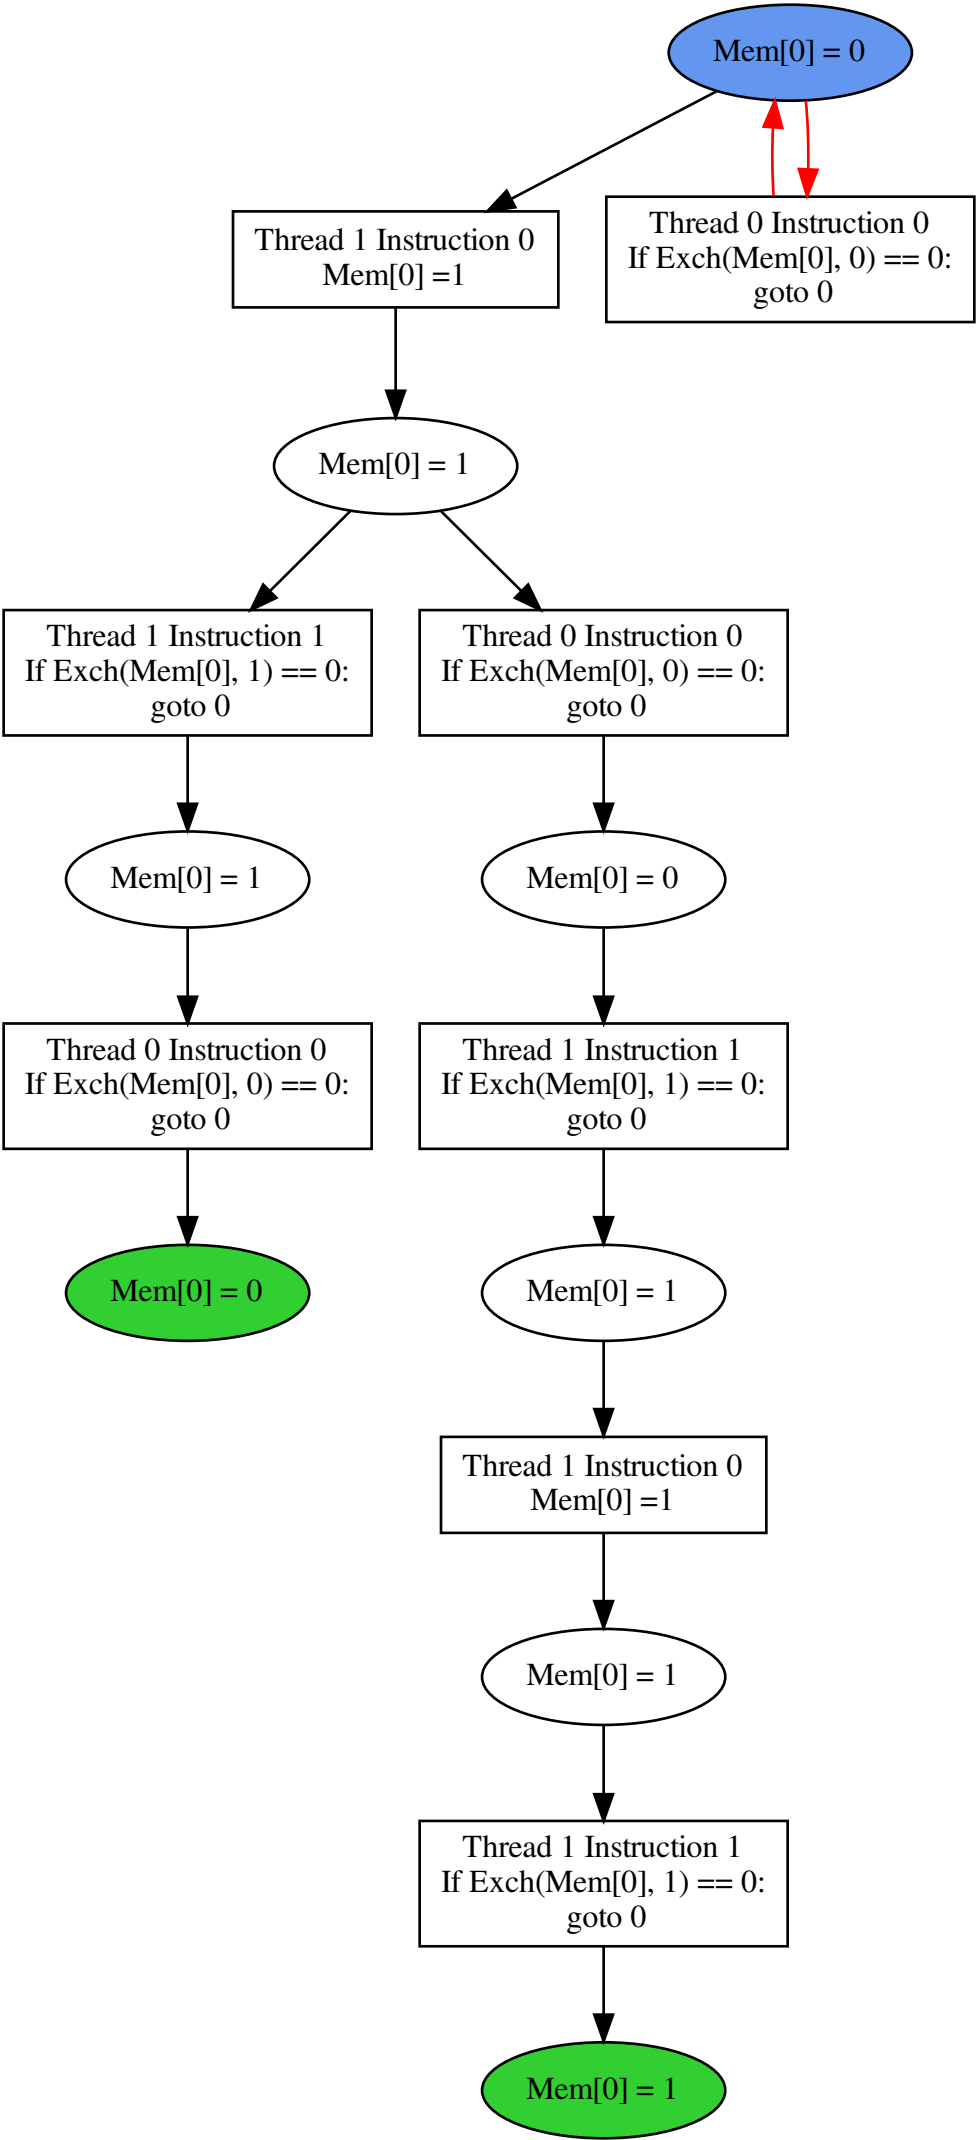 Mem[0] = 0
Thread 1 Instruction 0
Mem[0] =1
Thread 0 Instruction 0
If Exch(Mem[0], 0) == 0:
goto 0
Mem[0] = 1
Thread 1 Instruction 1
If Exch(Mem[0], 1) == 0:
goto 0
Thread 0 Instruction 0
If Exch(Mem[0], 0) == 0:
goto 0
Mem[0] = 1
Mem[0] = 0
Thread 0 Instruction 0
If Exch(Mem[0], 0) == 0:
goto 0
Thread 1 Instruction 1
If Exch(Mem[0], 1) == 0:
goto 0
Mem[0] = 0
Mem[0] = 1
Thread 1 Instruction 0
Mem[0] =1
Mem[0] = 1
Thread 1 Instruction 1
If Exch(Mem[0], 1) == 0:
goto 0
Mem[0] = 1